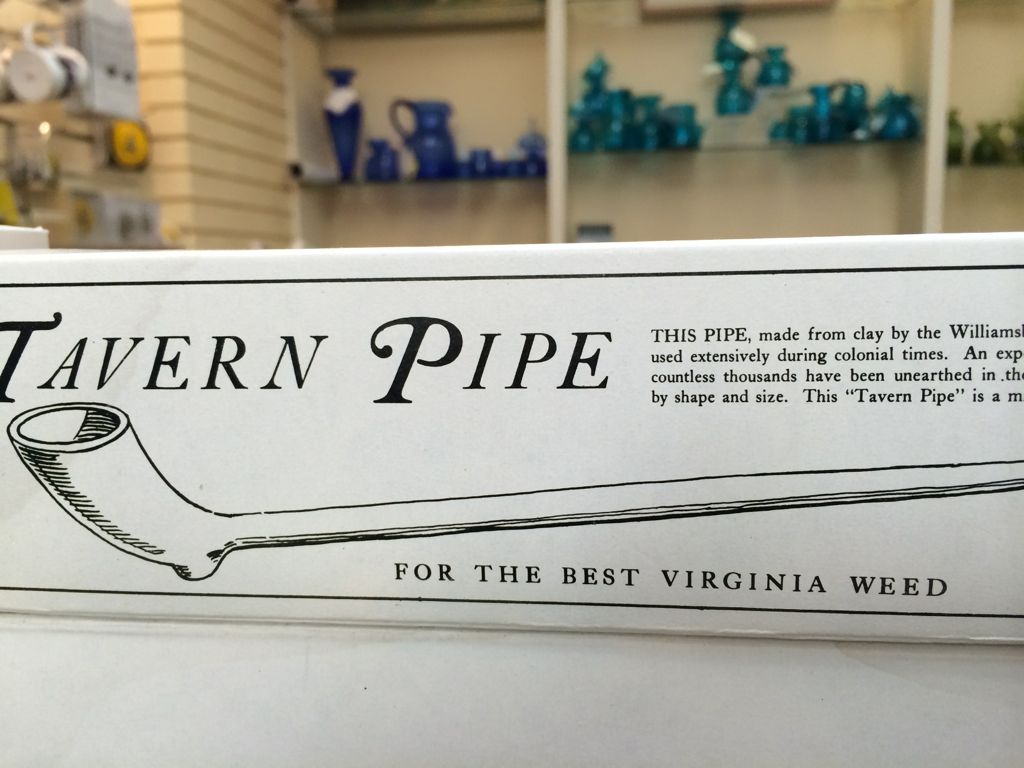 TAVERN PIPE
THIS PIPE, made from clay by the
used extensively during colonial times. An
countless thousands have been unearthed in the
by shape and size. This “Tavern Pipe” is a
FOR THE BEST VIRGINIA WEED